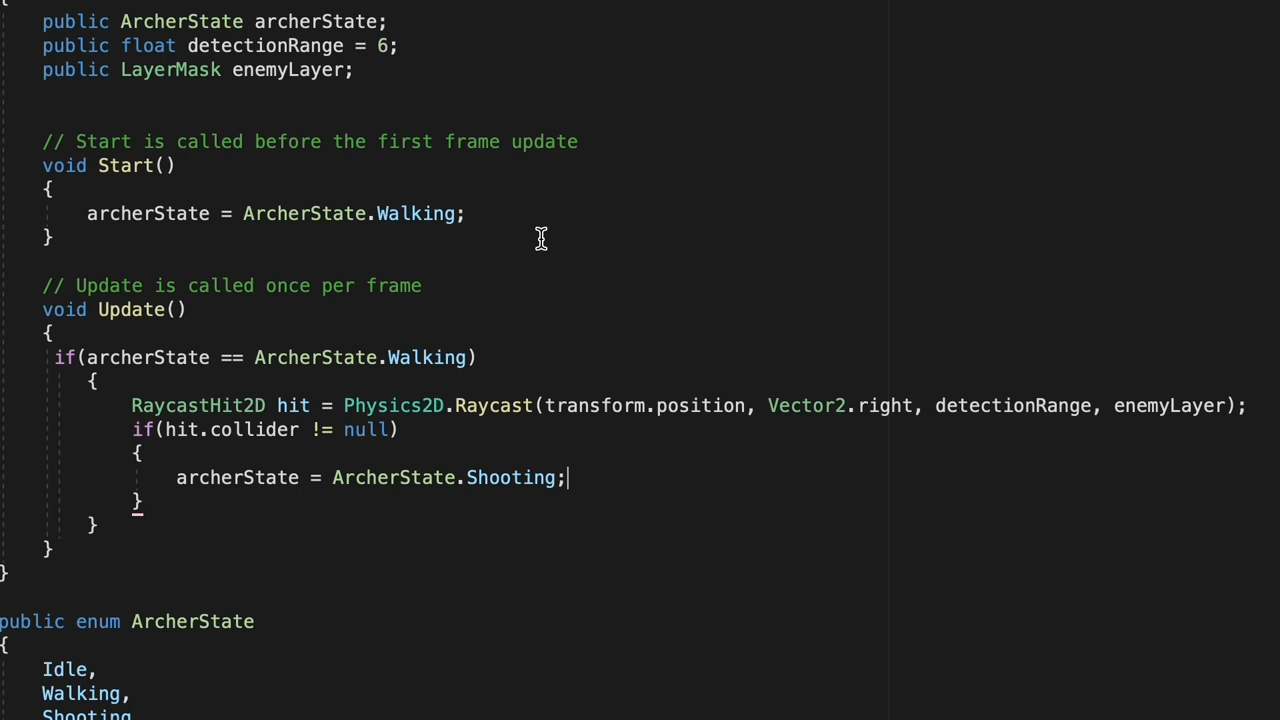 {
public ArcherState archerState;
public float detectionRange = 6;
public LayerMask enemyLayer;
// Start is called before the first frame update
void Start()
{
archerState = ArcherState.Walking;
}
// Update is called once per frame
void Update()
{
if(archerState == ArcherState.Walking)
{
RaycastHit2D hit = Physics2D.Raycast(transform.position, Vector2.right, detectionRange, enemyLayer);
if(hit.collider != null)
{
archerState = ArcherState.Shooting;
}
}
}
}
public enum ArcherState
{
Idle,
Walking,
Shooting